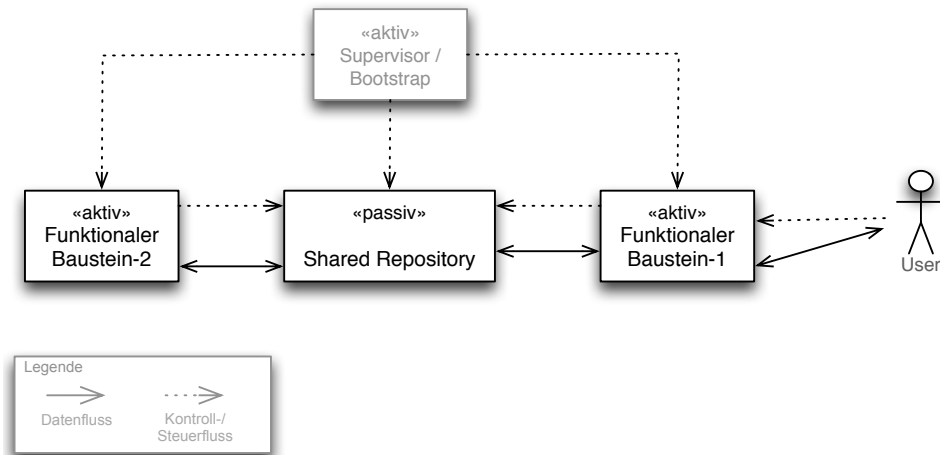 «aktiv»
Supervisor /
Bootstrap
«aktiv»
Funktionaler
Baustein-2
«passiv»
Shared Repository
«aktiv»
Funktionaler
Baustein-1
User
Legende
Datenfluss
Kontroll-/
Steuerfluss